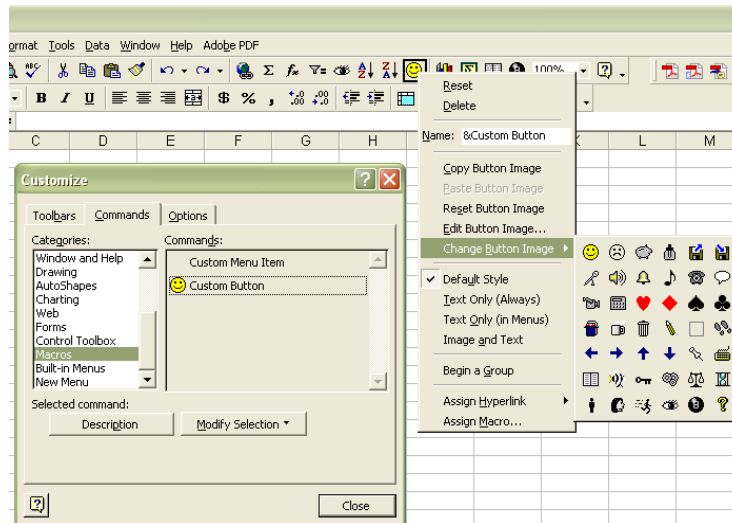 ormat Tools Data Window Help Adobe PDF
ABC Σ fx 100% ?
B I U $ % ,
Reset
Delete
Name: &Custom Button
Copy Button Image
Paste Button Image
Reset Button Image
Edit Button Image...
Change Button Image
Default Style
Text Only (Always)
Text Only (in Menus)
Image and Text
Begin a Group
Assign Hyperlink
Assign Macro...
C D E F G H K L M
Customize
Toolbars Commands Options
Categories: Commands:
Window and Help
Drawing
AutoShapes
Charting
Web
Forms
Control Toolbox
Macros
Built-in Menus
New Menu
Custom Menu Item
Custom Button
Selected command:
Description Modify Selection
Close